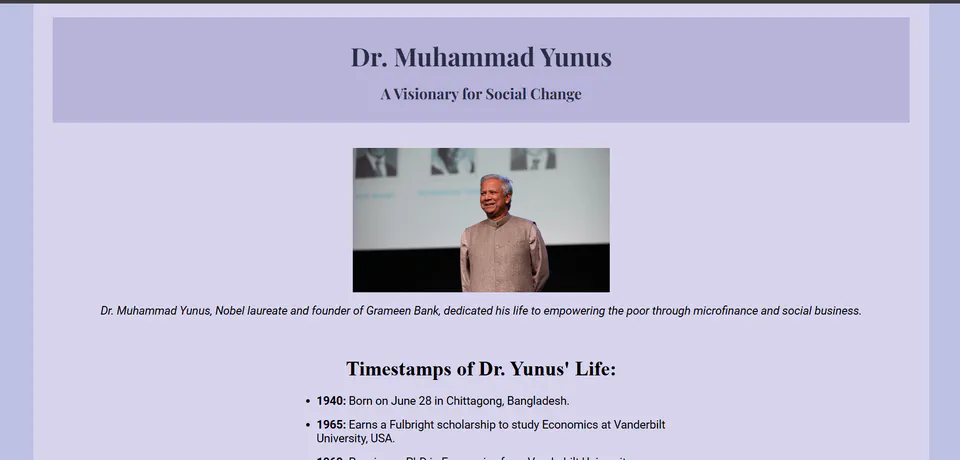 Dr. Muhammad Yunus
A Visionary for Social Change
Dr. Muhammad Yunus, Nobel laureate and founder of Grameen Bank, dedicated his life to empowering the poor through microfinance and social business.
Timestamps of Dr. Yunus' Life:
• 1940: Born on June 28 in Chittagong, Bangladesh.
• 1965: Earns a Fulbright scholarship to study Economics at Vanderbilt
University, USA.